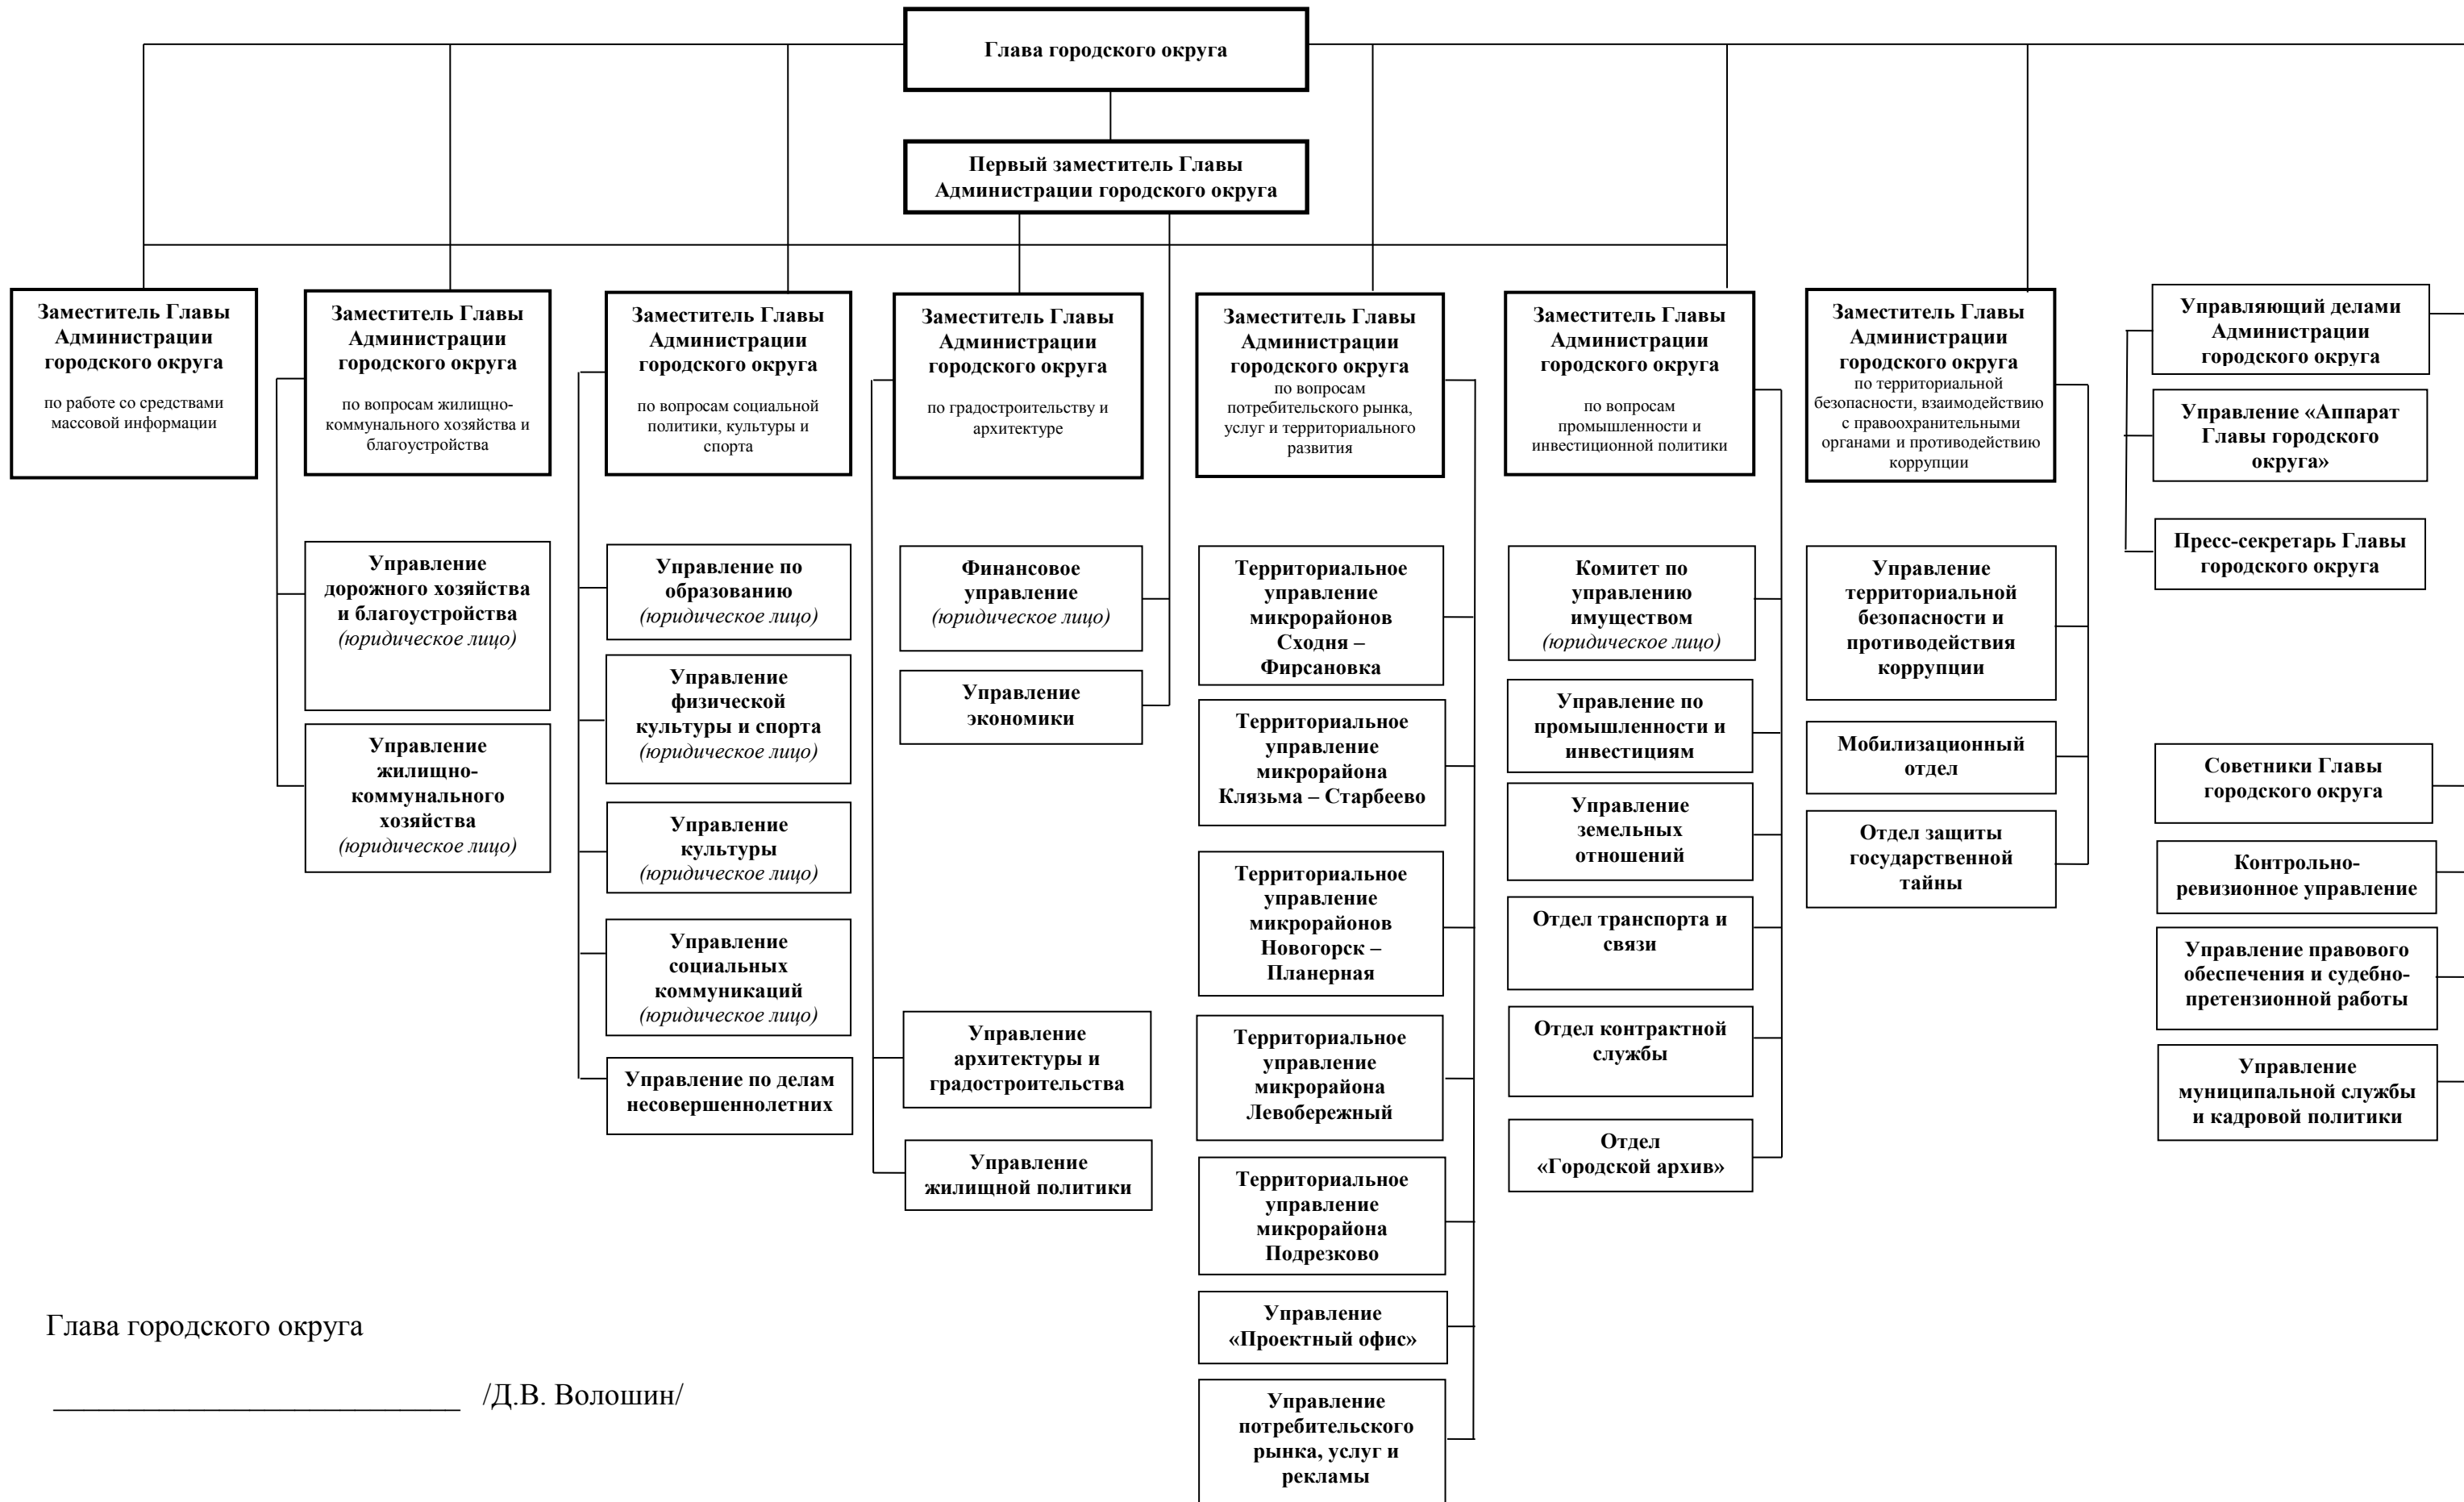 Глава городского округа
Первый заместитель Главы
Администрации городского округа
Заместитель Главы
Администрации
городского округа
по работе со средствами
массовой информации
Заместитель Главы
Администрации
городского округа
по вопросам жилищно-
коммунального хозяйства и
благоустройства
Управление
дорожного хозяйства
и благоустройства
(юридическое лицо)
Управление
жилищно-
коммунального
хозяйства
(юридическое лицо)
Заместитель Главы
Администрации
городского округа
по вопросам социальной
политики, культуры и
спорта
Управление по
образованию
(юридическое лицо)
Управление
физической
культуры и спорта
(юридическое лицо)
Управление
культуры
(юридическое лицо)
Управление
социальных
коммуникаций
(юридическое лицо)
Управление по делам
несовершеннолетних
Заместитель Главы
Администрации
городского округа
по градостроительству и
архитектуре
Финансовое
управление
(юридическое лицо)
Управление
экономики
Управление
архитектуры и
градостроительства
Управление
жилищной политики
Заместитель Главы
Администрации
городского округа
по вопросам
потребительского рынка,
услуг и территориального
развития
Территориальное
управление
микрорайонов
Сходня –
Фирсановка
Территориальное
управление
микрорайона
Клязьма – Старбеево
Территориальное
управление
микрорайонов
Новогорск –
Планерная
Территориальное
управление
микрорайона
Левобережный
Территориальное
управление
микрорайона
Подрезково
Управление
«Проектный офис»
Управление
потребительского
рынка, услуг и
рекламы
Заместитель Главы
Администрации
городского округа
по вопросам
промышленности и
инвестиционной политики
Комитет по
управлению
имуществом
(юридическое лицо)
Управление по
промышленности и
инвестициям
Управление
земельных
отношений
Отдел транспорта и
связи
Отдел контрактной
службы
Отдел
«Городской архив»
Заместитель Главы
Администрации
городского округа
по территориальной
безопасности, взаимодействию
с правоохранительными
органами и противодействию
коррупции
Управление
территориальной
безопасности и
противодействия
коррупции
Мобилизационный
отдел
Отдел защиты
государственной
тайны
Управляющий делами
Администрации
городского округа
Управление «Аппарат
Главы городского
округа»
Пресс-секретарь Главы
городского округа
Советники Главы
городского округа
Контрольно-
ревизионное управление
Управление правового
обеспечения и судебно-
претензионной работы
Управление
муниципальной службы
и кадровой политики
Глава городского округа
___________________________ /Д.В. Волошин/